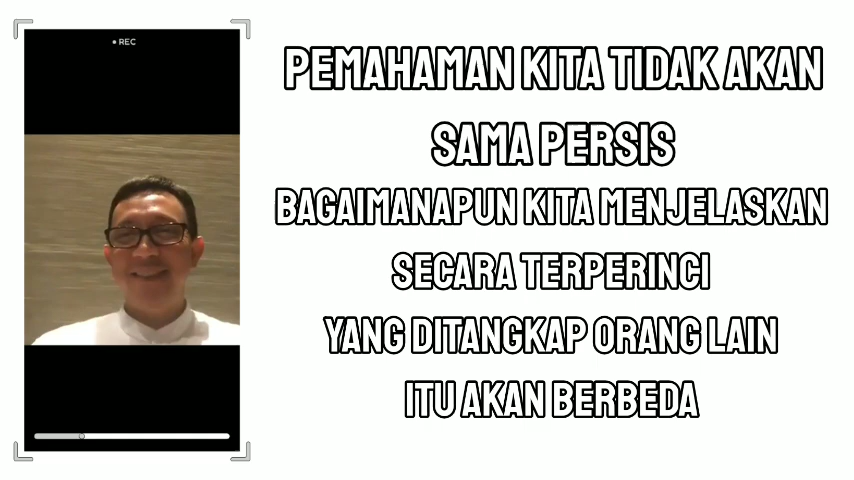 • REC
PEMAHAMAN KITA TIDAK AKAN
SAMA PERSIS
BAGAIMANAPUN KITA MENJELASKAN
SECARA TERPERINCI
YANG DITANGKAP ORANG LAIN
ITU AKAN BERBEDA